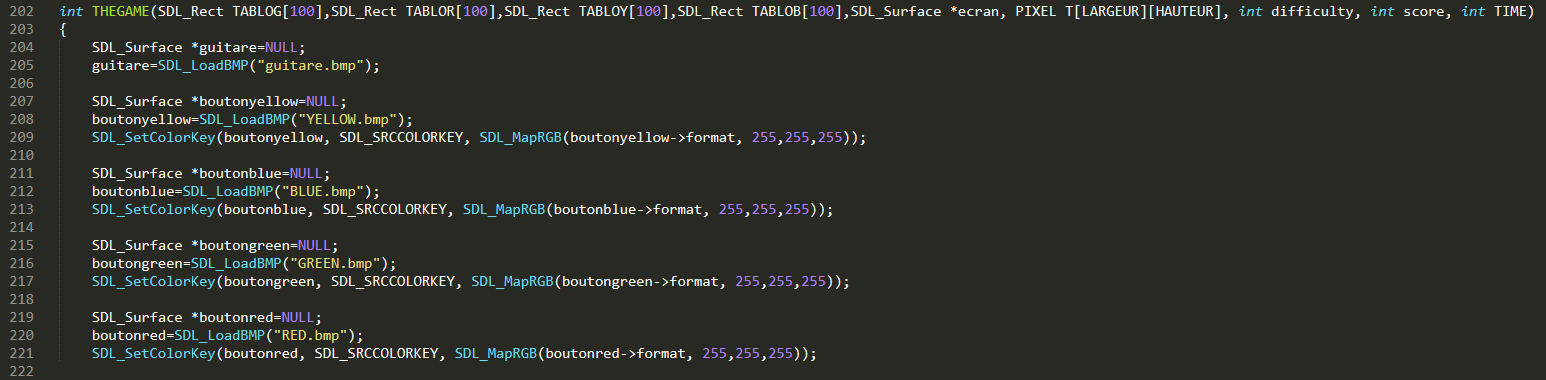 202 int THEGAME(SDL_Rect TABLOG[100],SDL_Rect TABLOR[100],SDL_Rect TABLOY[100],SDL_Rect TABLOB[100],SDL_Surface *ecran, PIXEL T[LARGEUR][HAUTEUR], int difficulty, int score, int TIME)
203 {
204     SDL_Surface *guitare=NULL;
205     guitare=SDL_LoadBMP("guitare.bmp");
206
207     SDL_Surface *boutonyellow=NULL;
208     boutonyellow=SDL_LoadBMP("YELLOW.bmp");
209     SDL_SetColorKey(boutonyellow, SDL_SRCCOLORKEY, SDL_MapRGB(boutonyellow->format, 255,255,255));
210
211     SDL_Surface *boutonblue=NULL;
212     boutonblue=SDL_LoadBMP("BLUE.bmp");
213     SDL_SetColorKey(boutonblue, SDL_SRCCOLORKEY, SDL_MapRGB(boutonblue->format, 255,255,255));
214
215     SDL_Surface *boutongreen=NULL;
216     boutongreen=SDL_LoadBMP("GREEN.bmp");
217     SDL_SetColorKey(boutongreen, SDL_SRCCOLORKEY, SDL_MapRGB(boutongreen->format, 255,255,255));
218
219     SDL_Surface *boutonred=NULL;
220     boutonred=SDL_LoadBMP("RED.bmp");
221     SDL_SetColorKey(boutonred, SDL_SRCCOLORKEY, SDL_MapRGB(boutonred->format, 255,255,255));
222